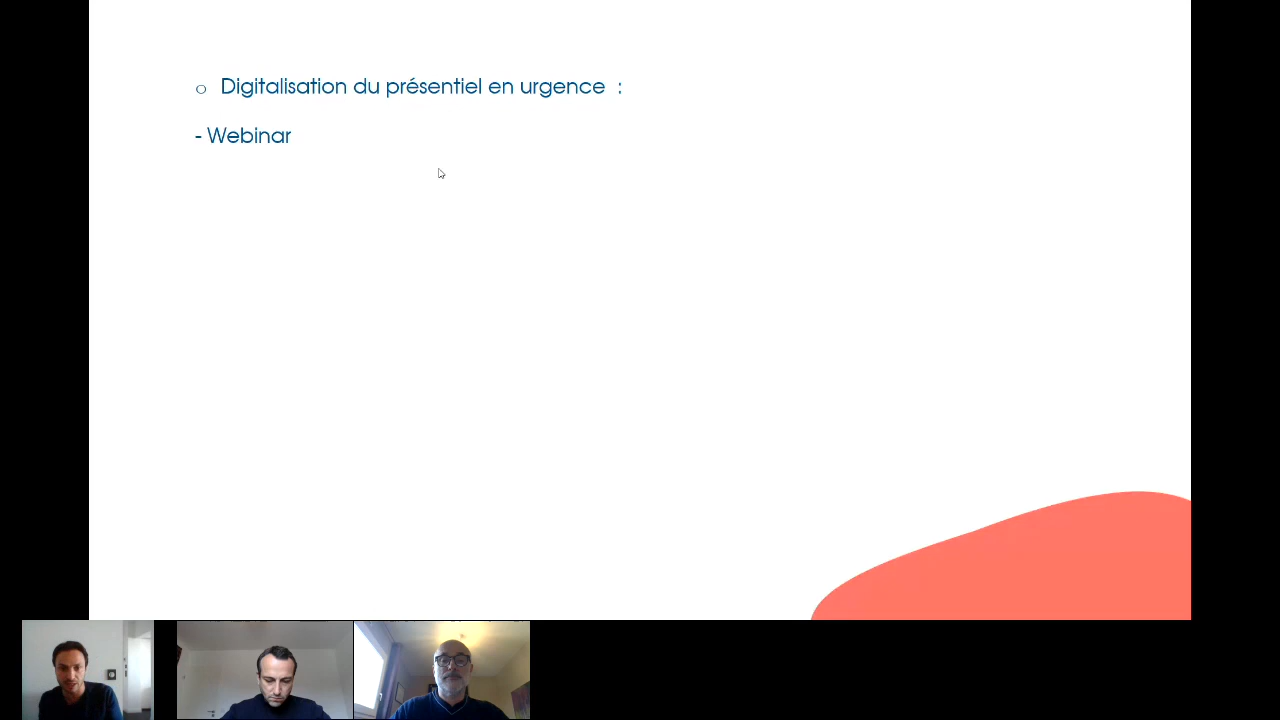 o Digitalisation du présentiel en urgence :
- Webinar